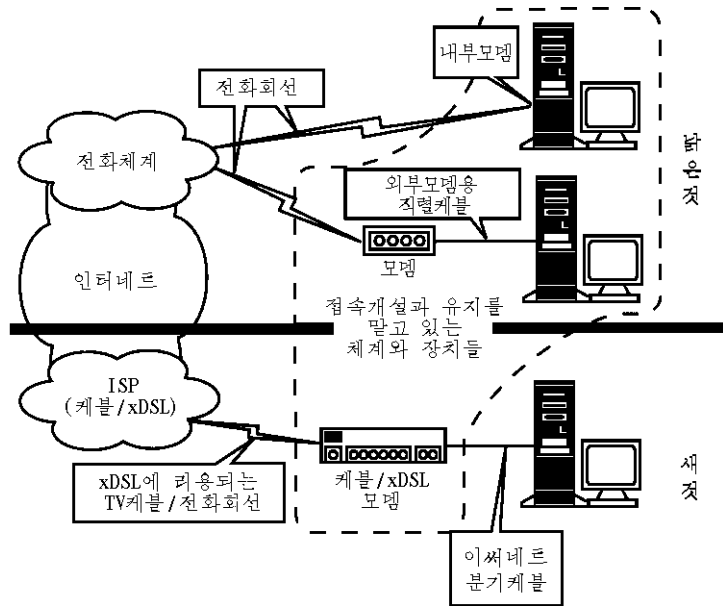 내부모뎀
전화회선
전화체계
낡은것
외부모뎀용
직렬케블
모뎀
인터네트
접속개설과 유지를
맡고 있는
체계와 장치들
ISP
(케블/xDSL)
xDSL에 리용되는
TV케블/전화회선
케블/xDSL
모뎀
새것
이써네트
분기케블